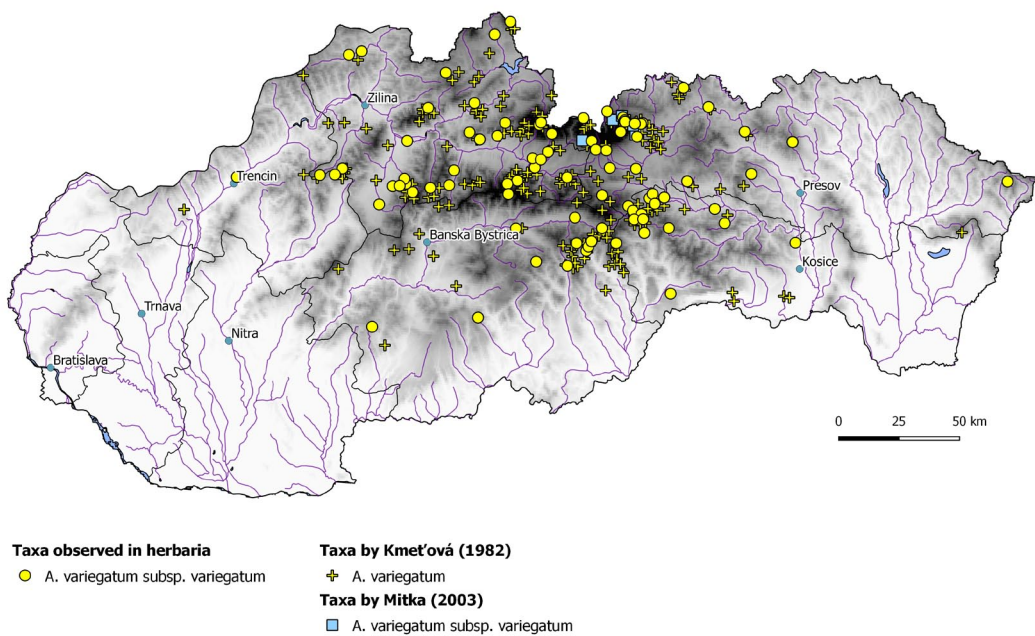 Zilina
Trencin
Presov
Banska Bystrica
Kosice
Trnava
Nitra
Bratislava
0 25 50 km
Taxa observed in herbaria
A. variegatum subsp. variegatum
Taxa by Kmeťová (1982)
A. variegatum
Taxa by Mitka (2003)
A. variegatum subsp. variegatum